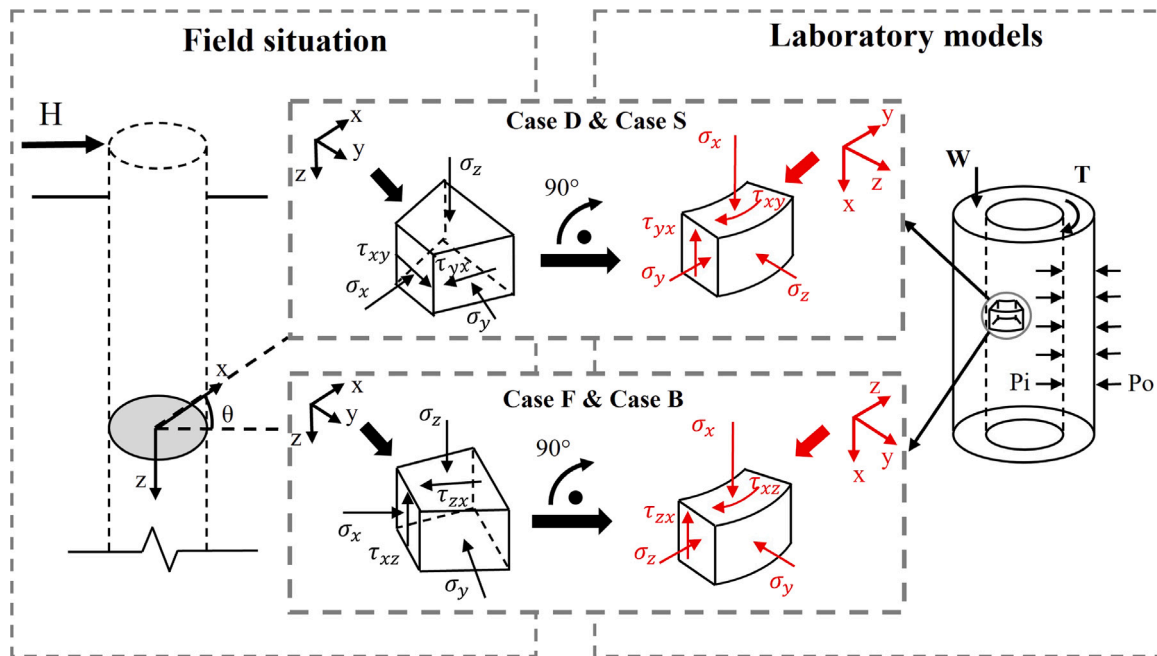 Field situation
Laboratory models
H
x
θ
z
Case D & Case S
x
y
z
σz
τxy
τyx
σx
σy
90°
σx
τxy
τyx
σy
σz
y
z
x
Case F & Case B
x
y
z
σz
τzx
σx
τxz
σy
90°
σx
τxz
τzx
σz
σy
z
y
x
W
T
Pi
Po